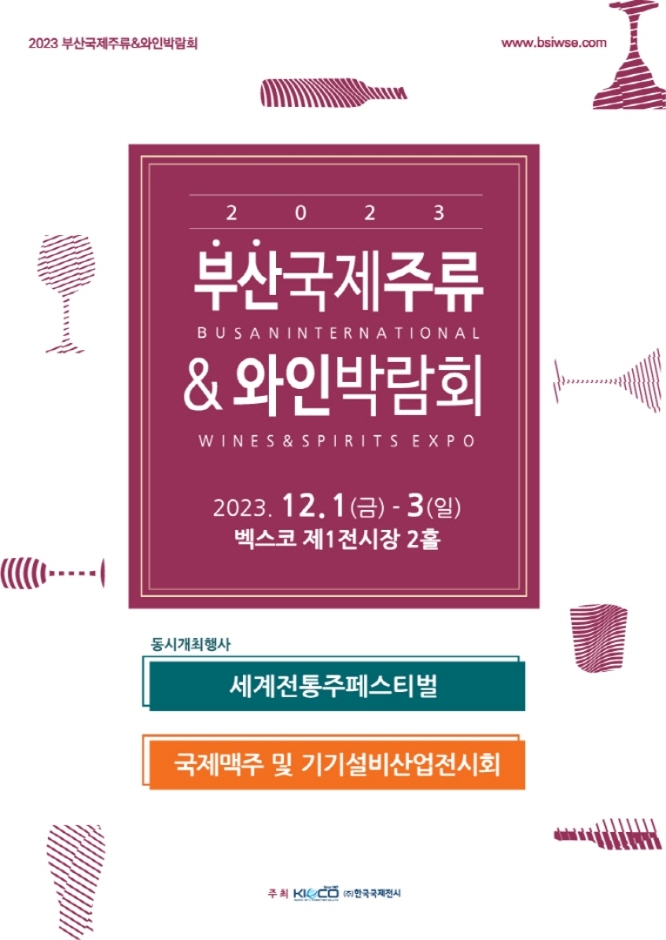 2023 부산국제주류&와인박람회
www.bsiwse.com
2 0 2 3
부산국제주류
BUSANINTERNATIONAL
& 와인박람회
WINES&SPIRITS EXPO
2023. 12. 1(금) - 3(일)
벡스코 제1전시장 2홀
동시개최행사
세계전통주페스티벌
국제맥주 및 기기설비산업전시회
주 최 KIECO (주)한국국제전시